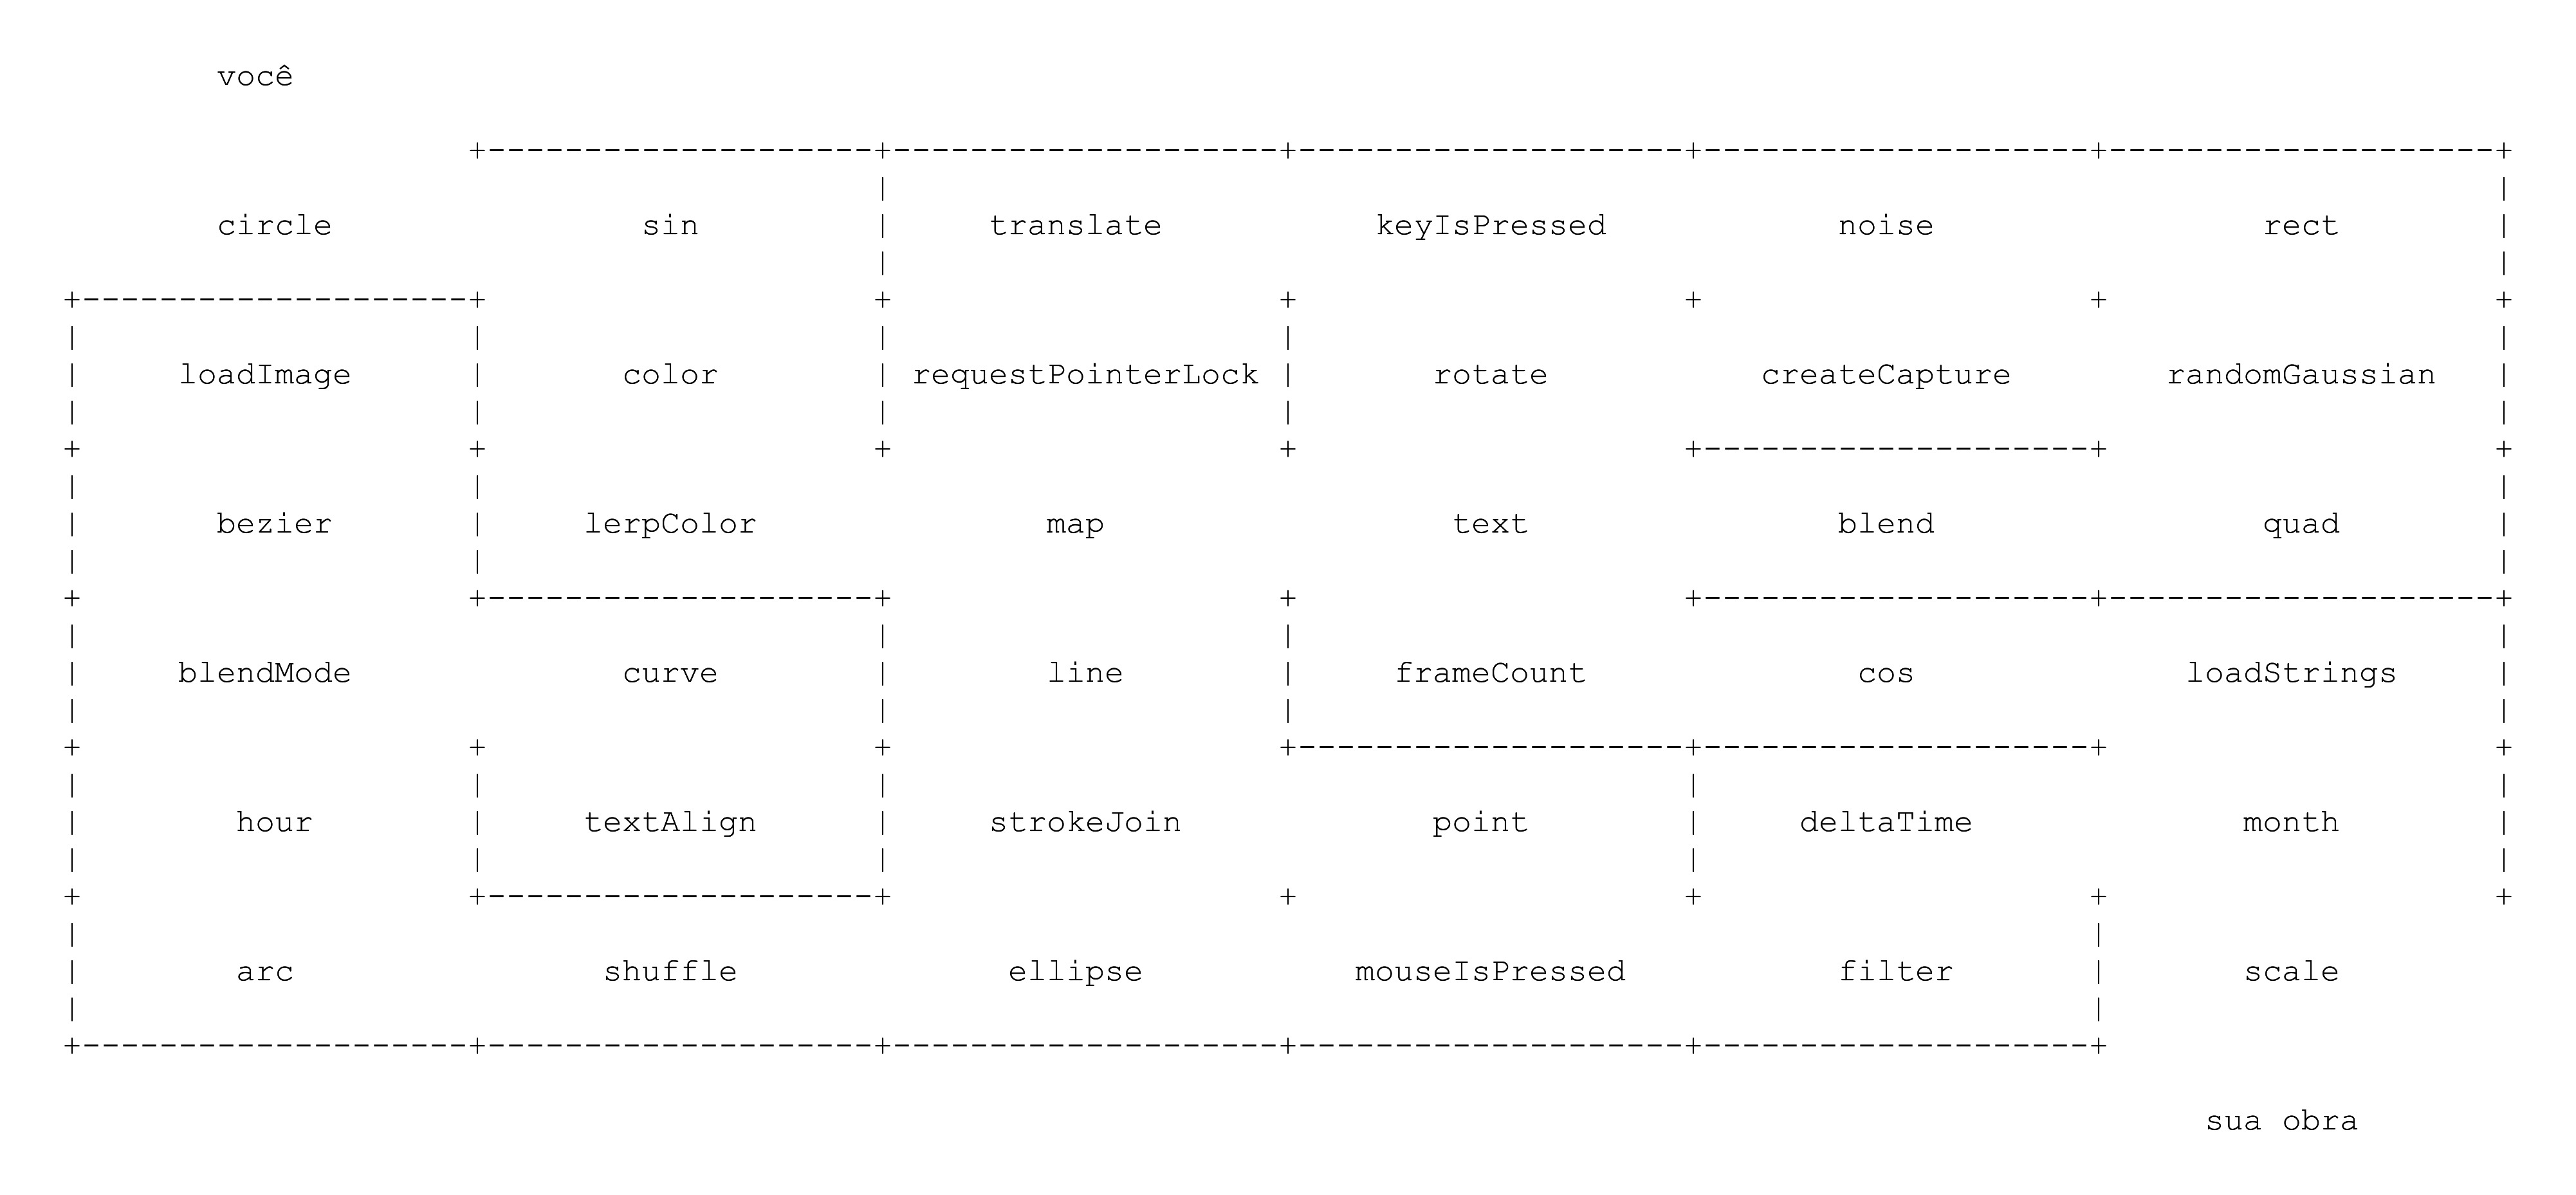 você
circle sin translate keyIsPressed noise rect
loadImage color requestPointerLock rotate createCapture randomGaussian
bezier lerpColor map text blend quad
blendMode curve line frameCount cos loadStrings
hour textAlign strokeJoin point deltaTime month
arc shuffle ellipse mouseIsPressed filter scale
sua obra